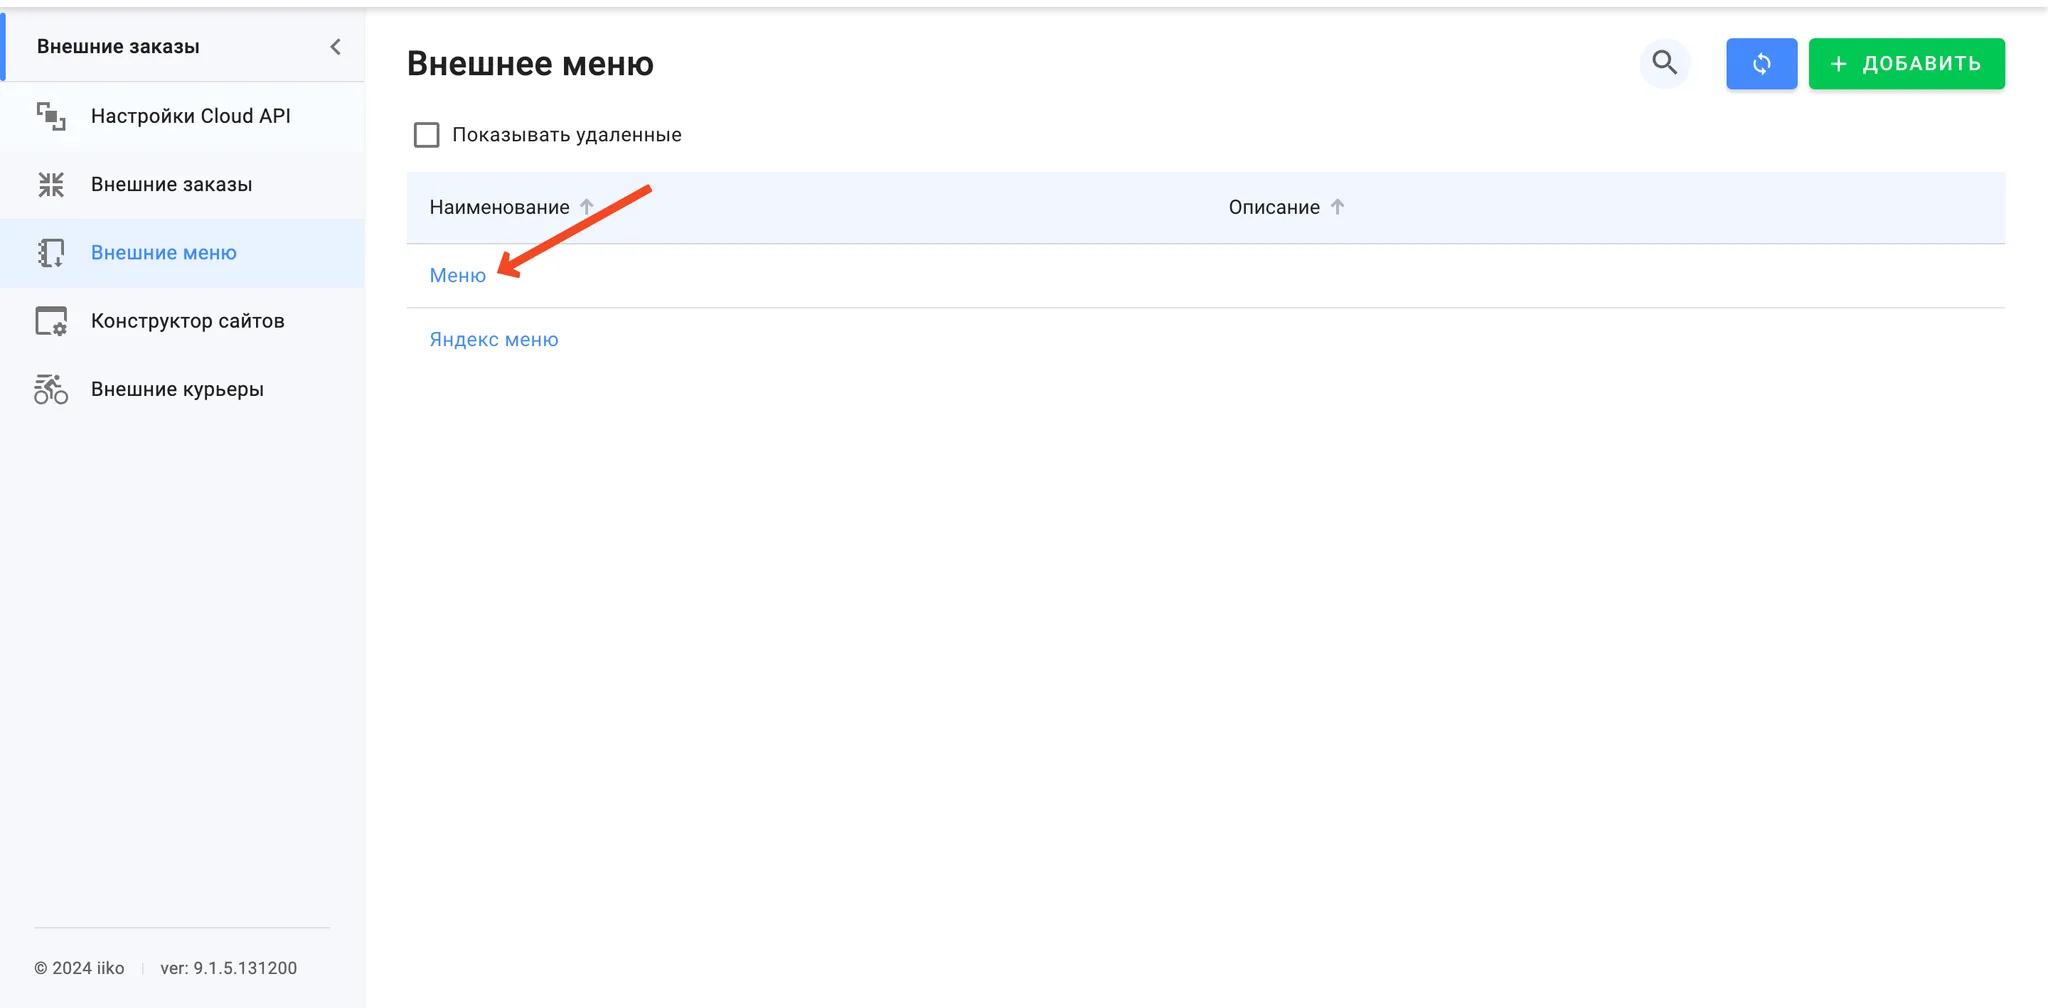 Внешние заказы
Настройки Cloud API
Внешние заказы
Внешние меню
Конструктор сайтов
Внешние курьеры
© 2024 iiko
ver: 9.1.5.131200
Внешнее меню
+ ДОБАВИТЬ
Показывать удаленные
Наименование
Описание
Меню
Яндекс меню